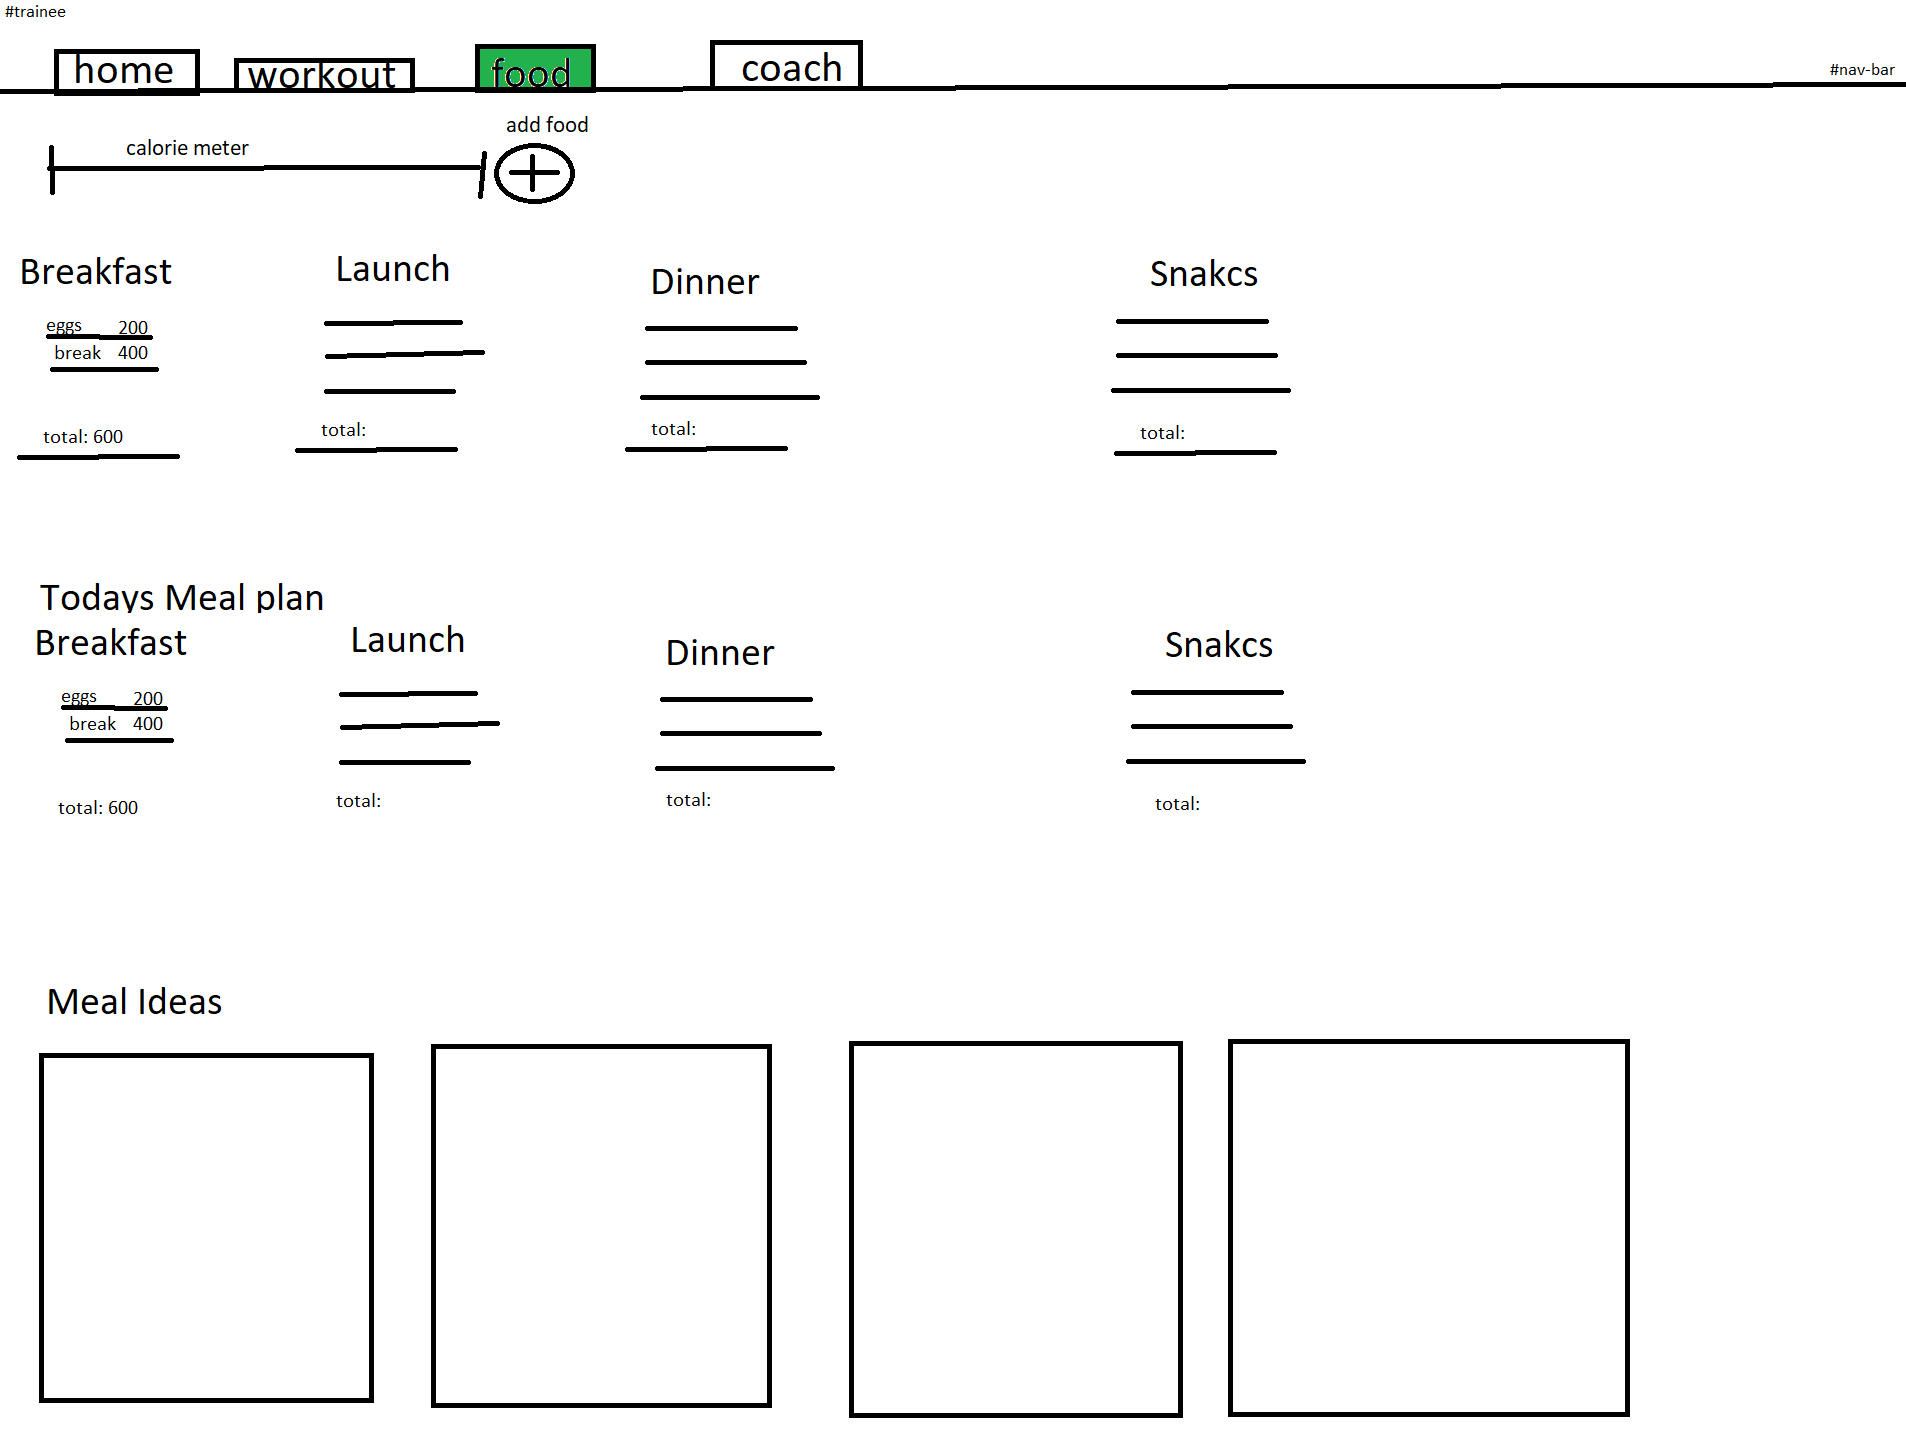 #trainee
home workout food coach
#nav-bar
add food
calorie meter
Breakfast Launch Dinner Snakcs
eggs 200
break 400
total: 600 total: total: total:
Todays Meal plan
Breakfast Launch Dinner Snakcs
eggs 200
break 400
total: 600 total: total: total:
Meal Ideas